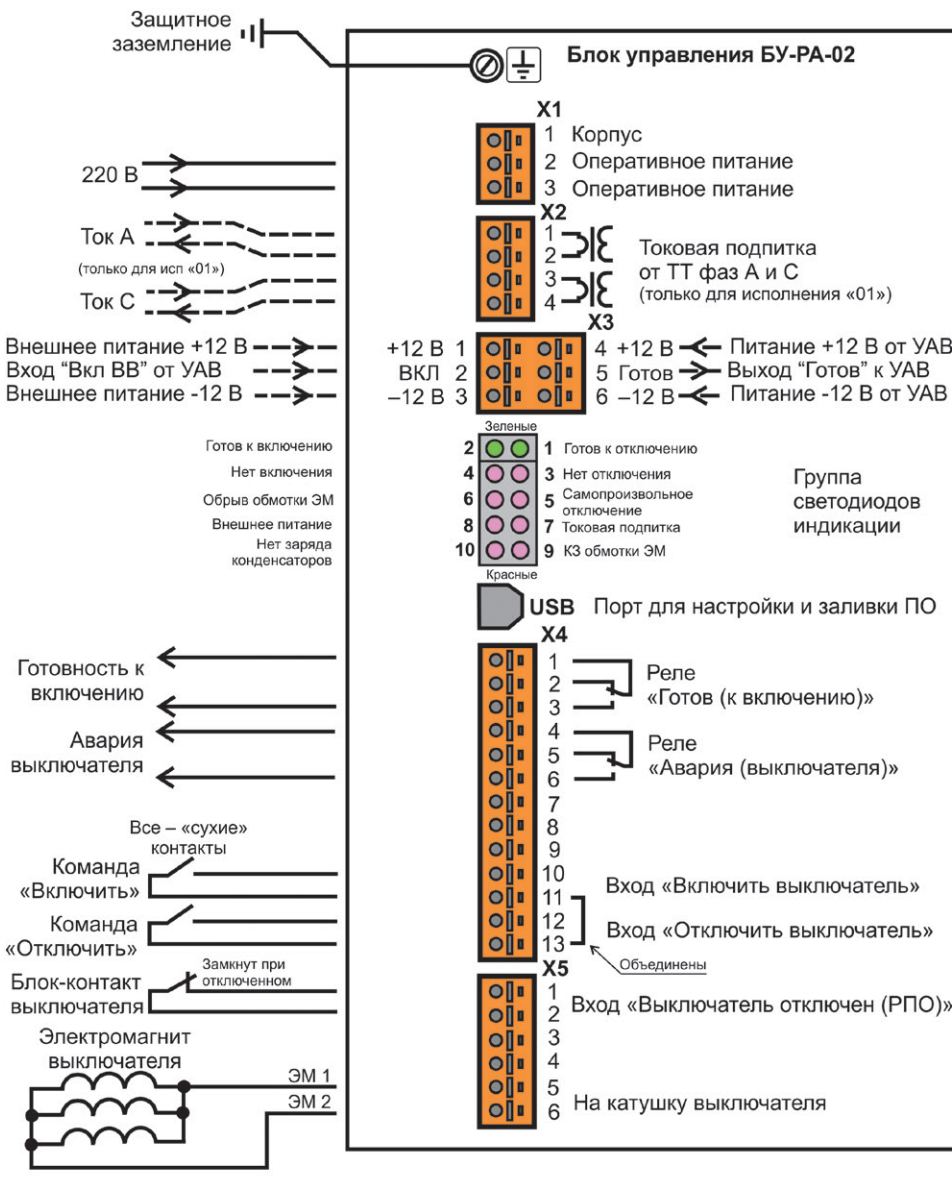 Защитное
заземление
Блок управления БУ-РА-02
X1
1 Корпус
2 Оперативное питание
3 Оперативное питание
220 В
X2
1
2
3
4
Ток А
(только для исп «01»)
Ток С
Токовая подпитка
от ТТ фаз А и С
(только для исполнения «01»)
X3
Внешнее питание +12 В
Вход “Вкл ВВ” от УАВ
Внешнее питание -12 В
+12 В 1
ВКЛ 2
–12 В 3
4 +12 В
5 Готов
6 –12 В
Питание +12 В от УАВ
Выход “Готов” к УАВ
Питание -12 В от УАВ
Зеленые
Готов к включению 2
1 Готов к отключению
Нет включения 4
3 Нет отключения
Обрыв обмотки ЭМ 6
5 Самопроизвольное
отключение
Внешнее питание 8
7 Токовая подпитка
Нет заряда
конденсаторов 10
9 КЗ обмотки ЭМ
Красные
Группа
светодиодов
индикации
USB Порт для настройки и заливки ПО
X4
1
2
3
4
5
6
7
8
9
10
11
12
13
Готовность к
включению
Авария
выключателя
Реле
«Готов (к включению)»
Реле
«Авария (выключателя)»
Все – «сухие»
контакты
Команда
«Включить»
Команда
«Отключить»
Вход «Включить выключатель»
Вход «Отключить выключатель»
Объединены
X5
1
2
3
4
5
6
Блок-контакт
выключателя
Замкнут при
отключенном
Вход «Выключатель отключен (РПО)»
Электромагнит
выключателя
ЭМ 1
ЭМ 2
На катушку выключателя